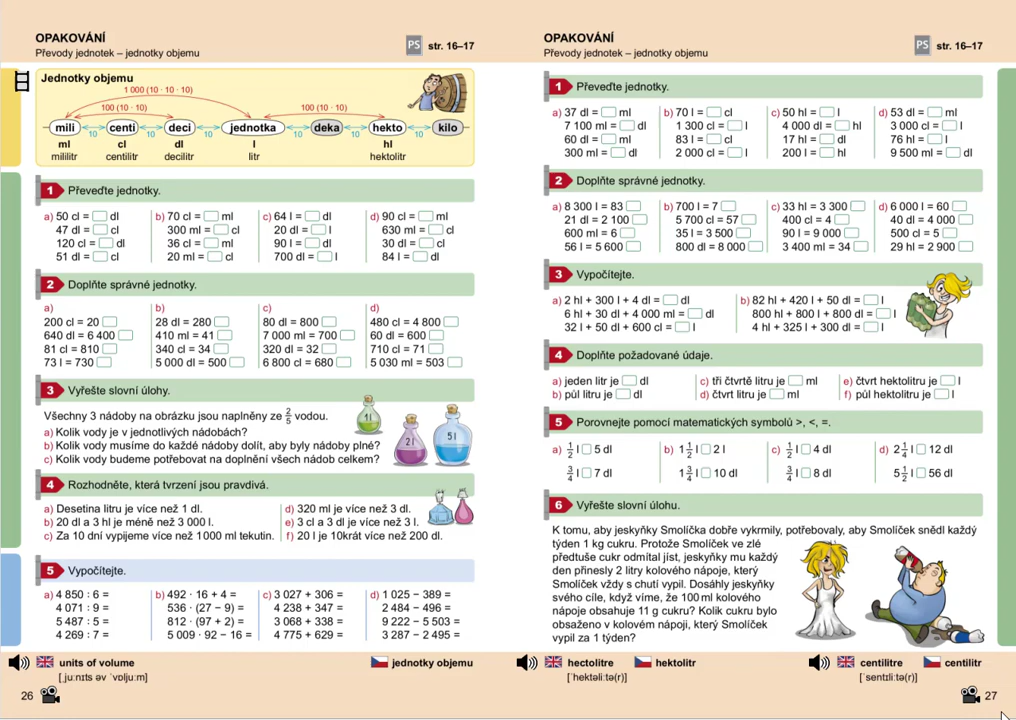 OPAKOVÁNÍ
Převody jednotek – jednotky objemu
PS str. 16–17
Jednotky objemu
1 000 (10 · 10 · 10)
100 (10 · 10) 100 (10 · 10)
mili centi deci jednotka deka hekto kilo
10 10 10 10 10 10
ml cl dl l hl
mililitr centilitr decilitr litr hektolitr
1 Převeďte jednotky.
a) 50 cl = □ dl
47 dl = □ cl
120 cl = □ dl
51 dl = □ cl
b) 70 cl = □ ml
300 ml = □ cl
36 cl = □ ml
20 ml = □ cl
c) 64 l = □ dl
20 dl = □ l
90 l = □ dl
700 dl = □ l
d) 90 cl = □ ml
630 ml = □ cl
30 dl = □ cl
84 l = □ dl
2 Doplňte správné jednotky.
a)
200 cl = 20 □
640 dl = 6 400 □
81 cl = 810 □
73 l = 730 □
b)
28 dl = 280 □
410 ml = 41 □
340 cl = 34 □
5 000 dl = 500 □
c)
80 dl = 800 □
7 000 ml = 700 □
320 dl = 32 □
6 800 cl = 680 □
d)
480 cl = 4 800 □
60 dl = 600 □
710 cl = 71 □
5 030 ml = 503 □
3 Vyřešte slovní úlohy.
Všechny 3 nádoby na obrázku jsou naplněny ze 2/5 vodou.
a) Kolik vody je v jednotlivých nádobách?
b) Kolik vody musíme do každé nádoby dolít, aby byly nádoby plné?
c) Kolik vody budeme potřebovat na doplnění všech nádob celkem?
1 l
2 l
5 l
4 Rozhodněte, která tvrzení jsou pravdivá.
a) Desetina litru je více než 1 dl.
b) 20 dl a 3 hl je méně než 3 000 l.
c) Za 10 dní vypijeme více než 1 000 ml tekutin.
d) 320 ml je více než 3 dl.
e) 3 cl a 3 dl je více než 3 l.
f) 20 l je 10krát více než 200 dl.
5 Vypočítejte.
a) 4 850 : 6 =
4 071 : 9 =
5 487 : 5 =
4 269 : 7 =
b) 492 · 16 + 4 =
536 · (27 − 9) =
812 · (97 + 2) =
5 009 · 92 − 16 =
c) 3 027 + 306 =
4 238 + 347 =
3 068 + 338 =
4 775 + 629 =
d) 1 025 − 389 =
2 484 − 496 =
9 222 − 5 503 =
3 287 − 2 495 =
units of volume
[ˌjuːnɪts əv ˈvɒljuːm]
jednotky objemu
26
OPAKOVÁNÍ
Převody jednotek – jednotky objemu
PS str. 16–17
1 Převeďte jednotky.
a) 37 dl = □ ml
7 100 ml = □ dl
60 dl = □ ml
300 ml = □ dl
b) 70 l = □ cl
1 300 cl = □ l
83 l = □ cl
2 000 cl = □ l
c) 50 hl = □ l
4 000 dl = □ hl
17 hl = □ dl
200 l = □ hl
d) 53 dl = □ ml
3 000 cl = □ l
76 hl = □ l
9 500 ml = □ dl
2 Doplňte správné jednotky.
a) 8 300 l = 83 □
21 dl = 2 100 □
600 ml = 6 □
56 l = 5 600 □
b) 700 l = 7 □
5 700 cl = 57 □
35 l = 3 500 □
800 dl = 8 000 □
c) 33 hl = 3 300 □
400 cl = 4 □
90 l = 9 000 □
3 400 ml = 34 □
d) 6 000 l = 60 □
40 dl = 4 000 □
500 cl = 5 □
29 hl = 2 900 □
3 Vypočítejte.
a) 2 hl + 300 l + 4 dl = □ dl
6 hl + 30 dl + 4 000 ml = □ dl
32 l + 50 dl + 600 cl = □ l
b) 82 hl + 420 l + 50 dl = □ l
800 hl + 800 l + 800 dl = □ l
4 hl + 325 l + 300 dl = □ l
4 Doplňte požadované údaje.
a) jeden litr je □ dl
b) půl litru je □ dl
c) tři čtvrtě litru je □ ml
d) čtvrt litru je □ ml
e) čtvrt hektolitru je □ l
f) půl hektolitru je □ l
5 Porovnejte pomocí matematických symbolů >, <, =.
a) 1/2 l □ 5 dl
3/4 l □ 7 dl
b) 1 1/2 l □ 2 l
1 3/4 l □ 10 dl
c) 1/2 l □ 4 dl
3/4 l □ 8 dl
d) 2 1/4 l □ 12 dl
5 1/2 l □ 56 dl
6 Vyřešte slovní úlohu.
K tomu, aby jeskyňky Smolíčka dobře vykrmily, potřebovaly, aby Smolíček snědl každý
týden 1 kg cukru. Protože Smolíček ve zlé
předtuše cukr odmítal jíst, jeskyňky mu každý
den přinesly 2 litry kolového nápoje, který
Smolíček vždy s chutí vypil. Dosáhly jeskyňky
svého cíle, když víme, že 100 ml kolového
nápoje obsahuje 11 g cukru? Kolik cukru bylo
obsaženo v kolovém nápoji, který Smolíček
vypil za 1 týden?
hectolitre
[ˈhektəliːtə(r)]
hektolitr
centilitre
[ˈsentɪliːtə(r)]
centilitr
27